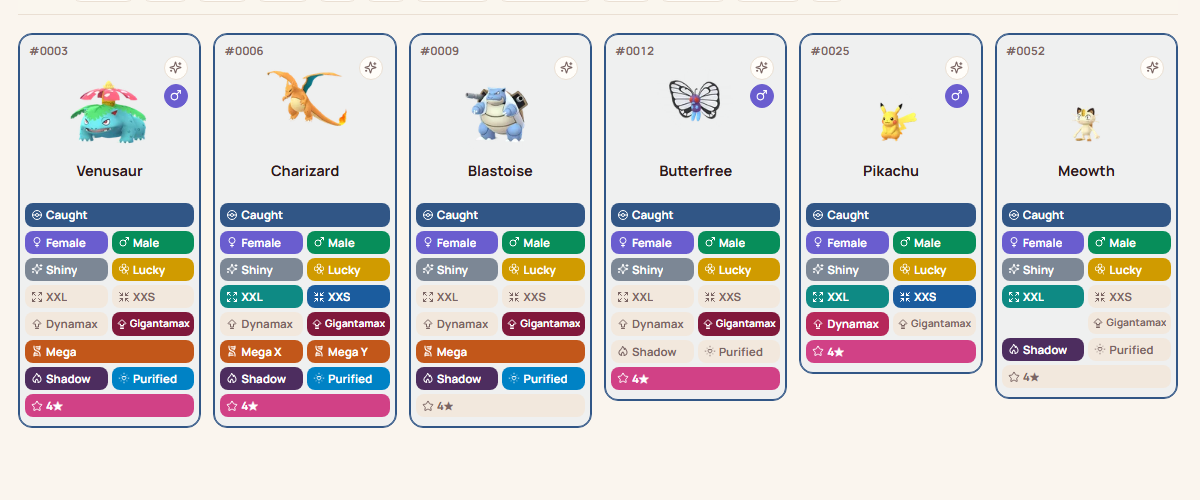 #0003
Venusaur
Caught
Female Male
Shiny Lucky
XXL XXS
Dynamax Gigantamax
Mega
Shadow Purified
4★
#0006
Charizard
Caught
Female Male
Shiny Lucky
XXL XXS
Dynamax Gigantamax
Mega X Mega Y
Shadow Purified
4★
#0009
Blastoise
Caught
Female Male
Shiny Lucky
XXL XXS
Dynamax Gigantamax
Mega
Shadow Purified
4★
#0012
Butterfree
Caught
Female Male
Shiny Lucky
XXL XXS
Dynamax Gigantamax
Shadow Purified
4★
#0025
Pikachu
Caught
Female Male
Shiny Lucky
XXL XXS
Dynamax Gigantamax
4★
#0052
Meowth
Caught
Female Male
Shiny Lucky
XXL XXS
Gigantamax
Shadow Purified
4★